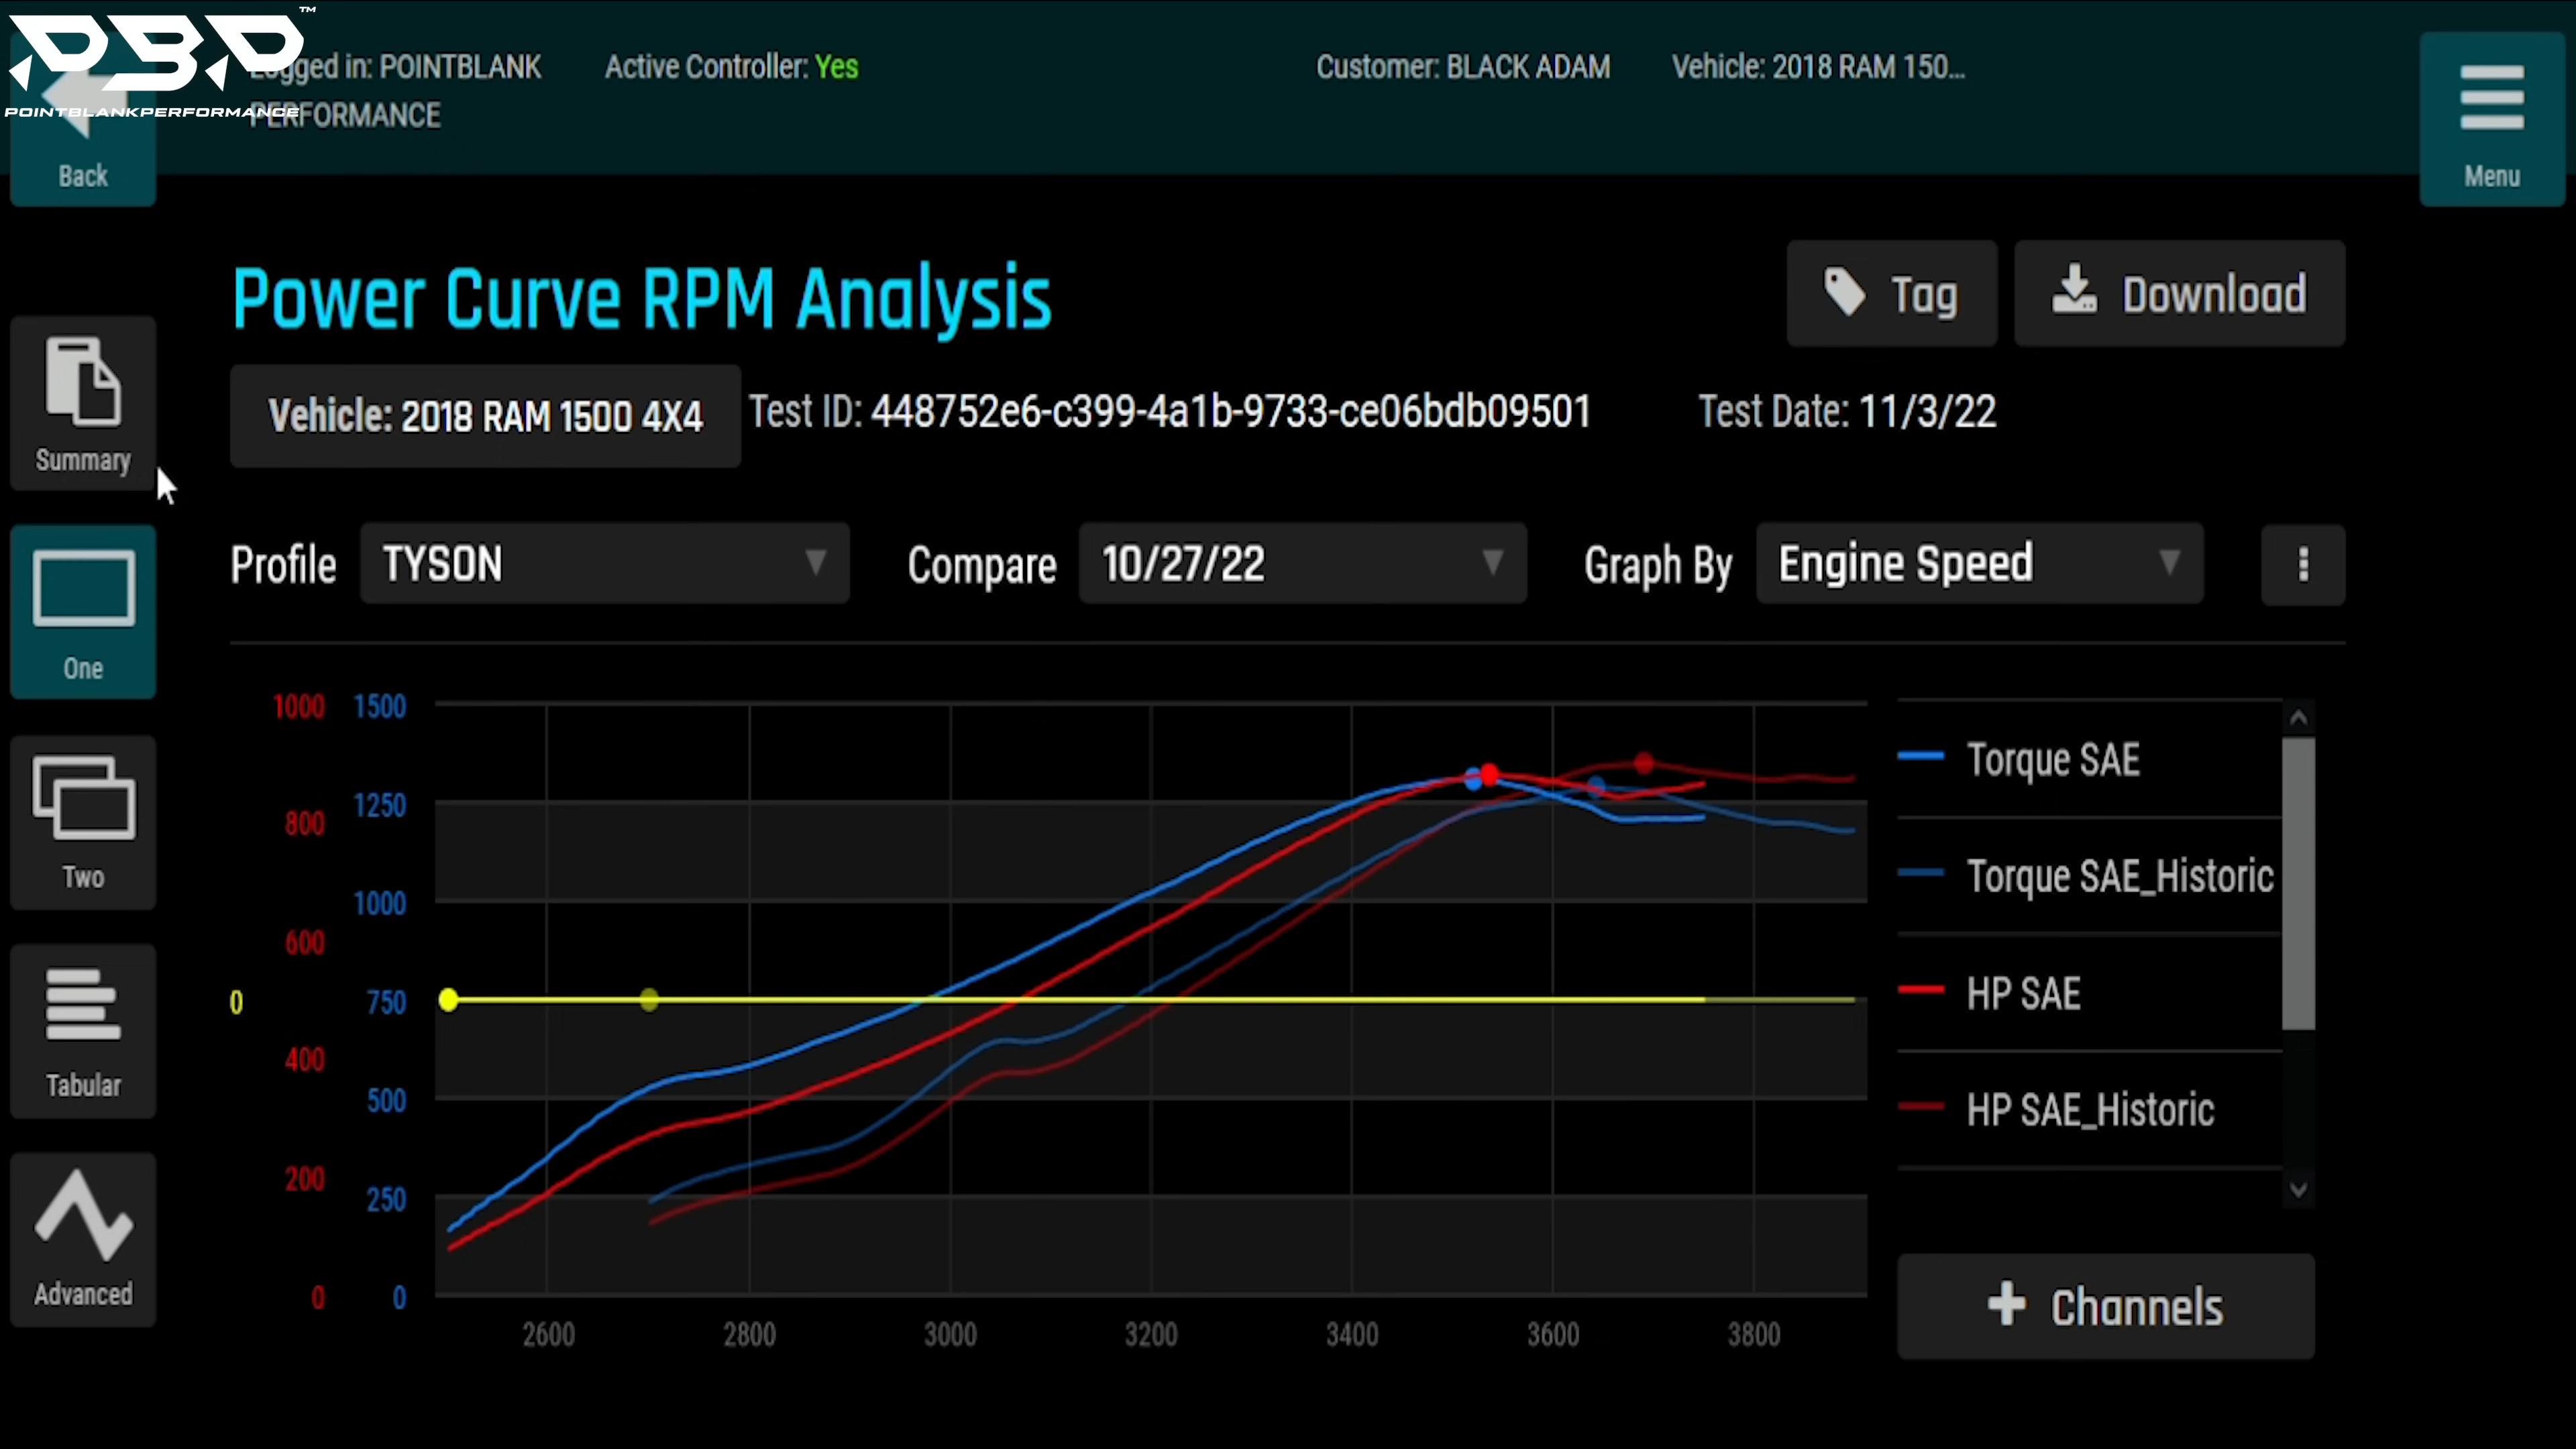 PBP™
POINTBLANKPERFORMANCE
Logged in: POINTBLANK
PERFORMANCE
Active Controller: Yes
Customer: BLACK ADAM
Vehicle: 2018 RAM 150...
Back
Menu
Power Curve RPM Analysis
Tag
Download
Vehicle: 2018 RAM 1500 4X4
Test ID: 448752e6-c399-4a1b-9733-ce06bdb09501
Test Date: 11/3/22
Summary
Profile
TYSON
Compare
10/27/22
Graph By
Engine Speed
One
Two
Tabular
Advanced
1000
800
600
400
200
0
1500
1250
1000
750
500
250
0
0
2600
2800
3000
3200
3400
3600
3800
Torque SAE
Torque SAE_Historic
HP SAE
HP SAE_Historic
Channels